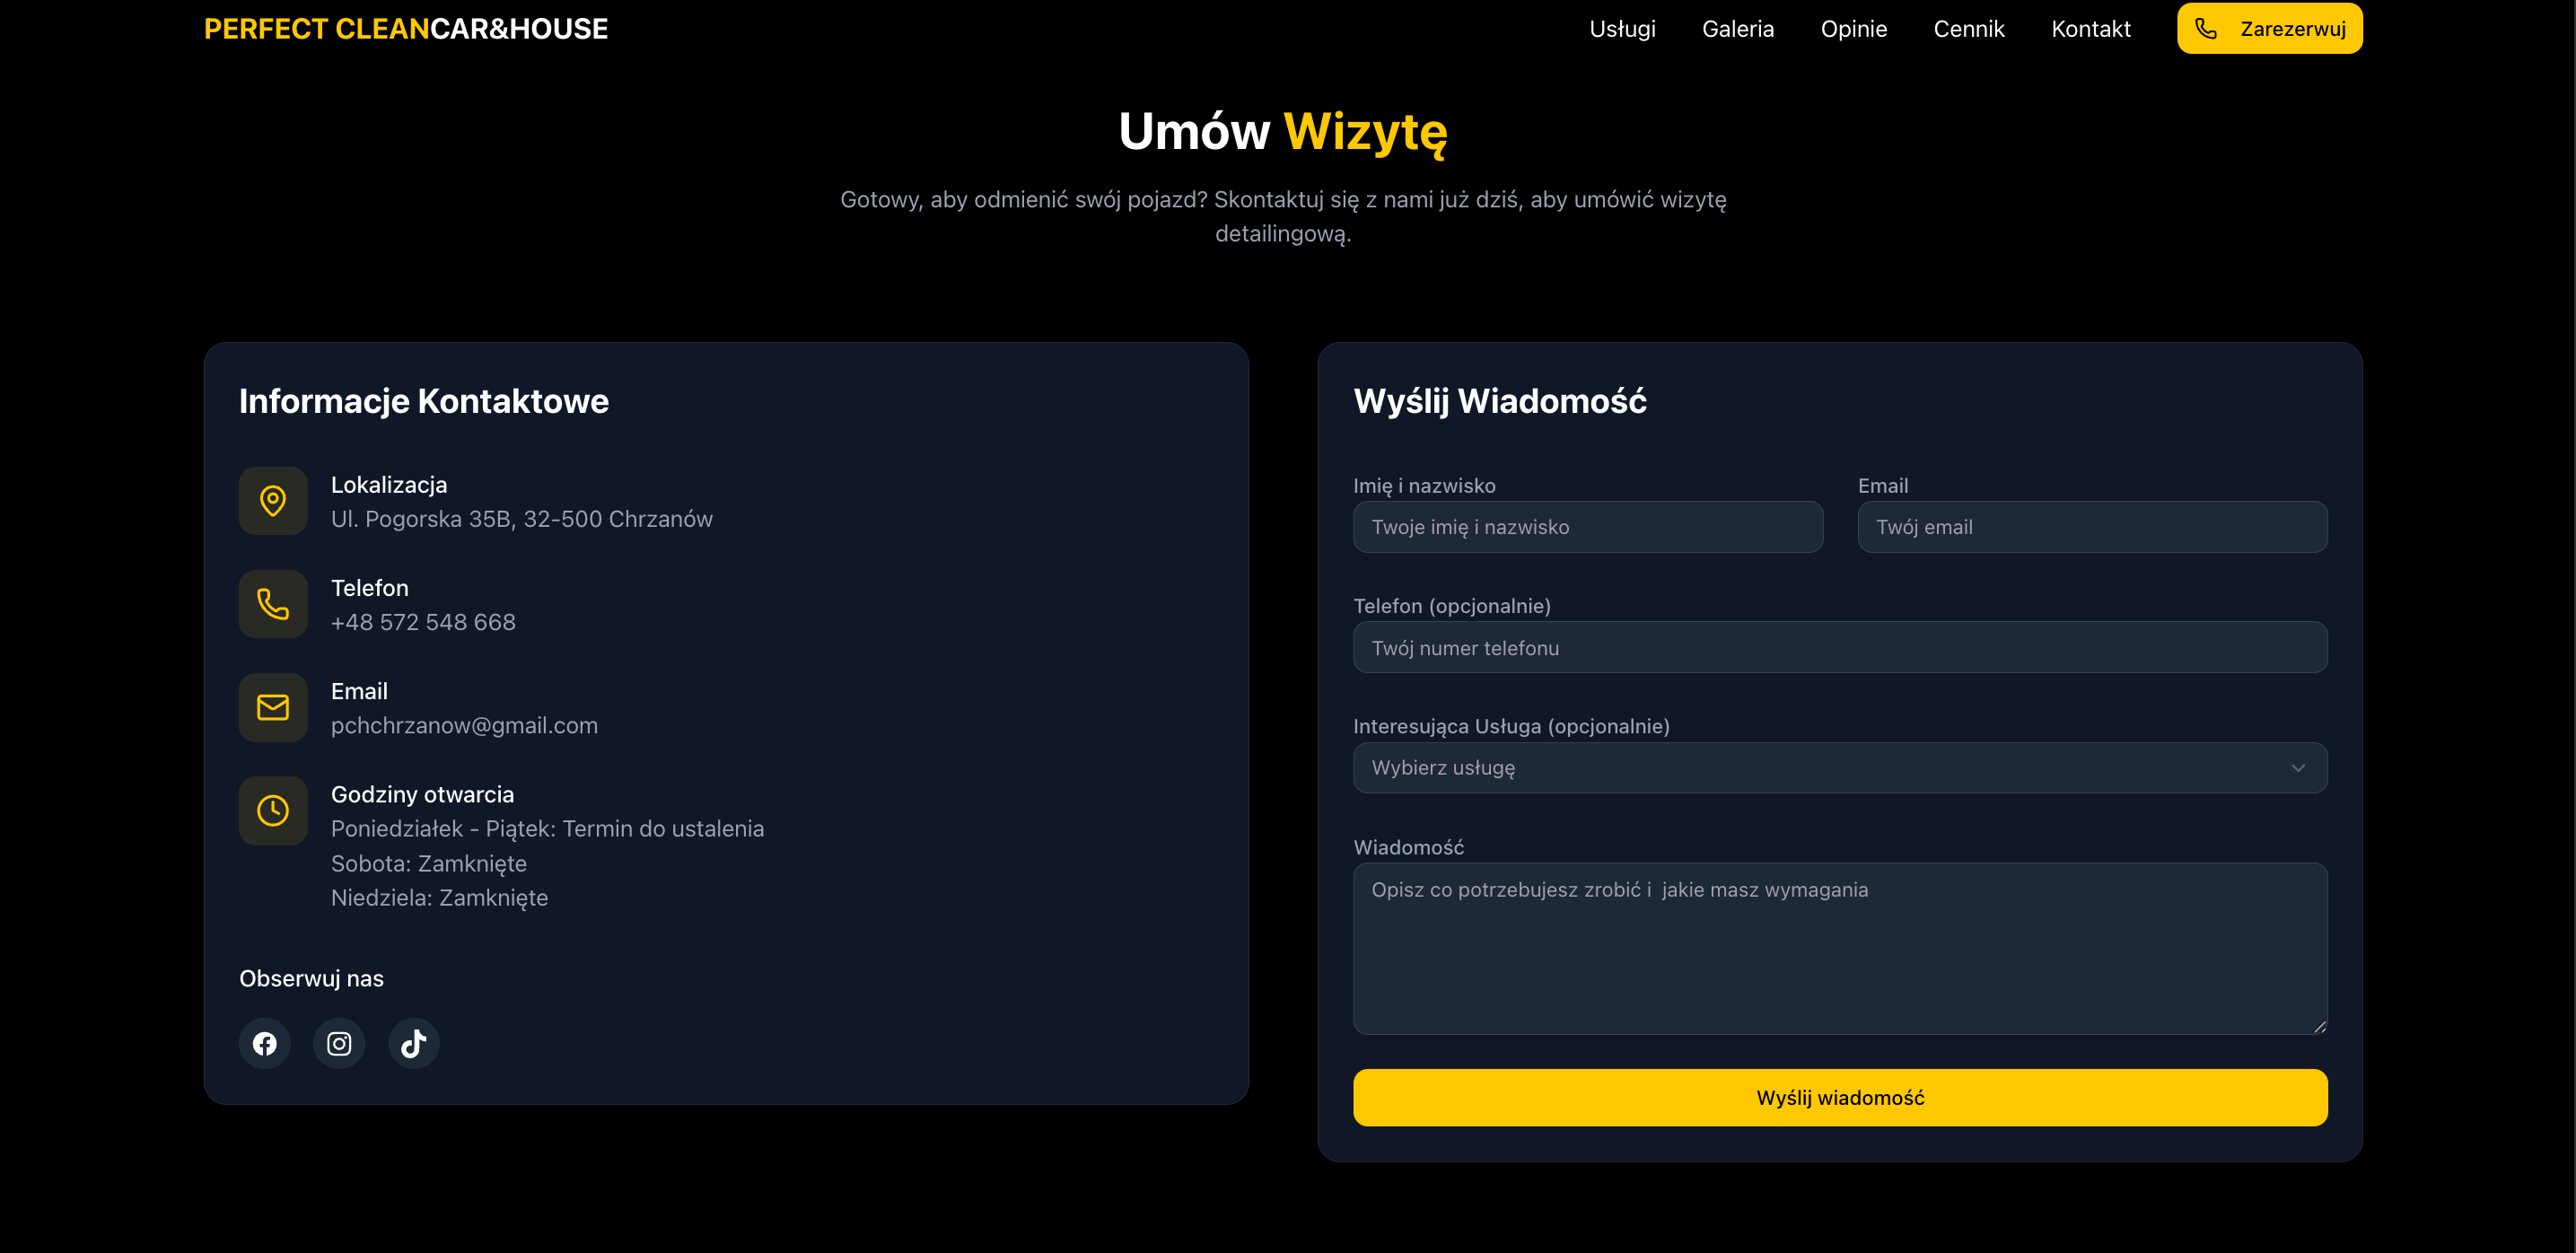 PERFECT CLEANCAR&HOUSE
Usługi Galeria Opinie Cennik Kontakt Zarezerwuj
Umów Wizytę
Gotowy, aby odmienić swój pojazd? Skontaktuj się z nami już dziś, aby umówić wizytę
detailingową.
Informacje Kontaktowe
Lokalizacja
Ul. Pogorska 35B, 32-500 Chrzanów
Telefon
+48 572 548 668
Email
pchchrzanow@gmail.com
Godziny otwarcia
Poniedziałek - Piątek: Termin do ustalenia
Sobota: Zamknięte
Niedziela: Zamknięte
Obserwuj nas
Wyślij Wiadomość
Imię i nazwisko
Twoje imię i nazwisko
Email
Twój email
Telefon (opcjonalnie)
Twój numer telefonu
Interesująca Usługa (opcjonalnie)
Wybierz usługę
Wiadomość
Opisz co potrzebujesz zrobić i  jakie masz wymagania
Wyślij wiadomość